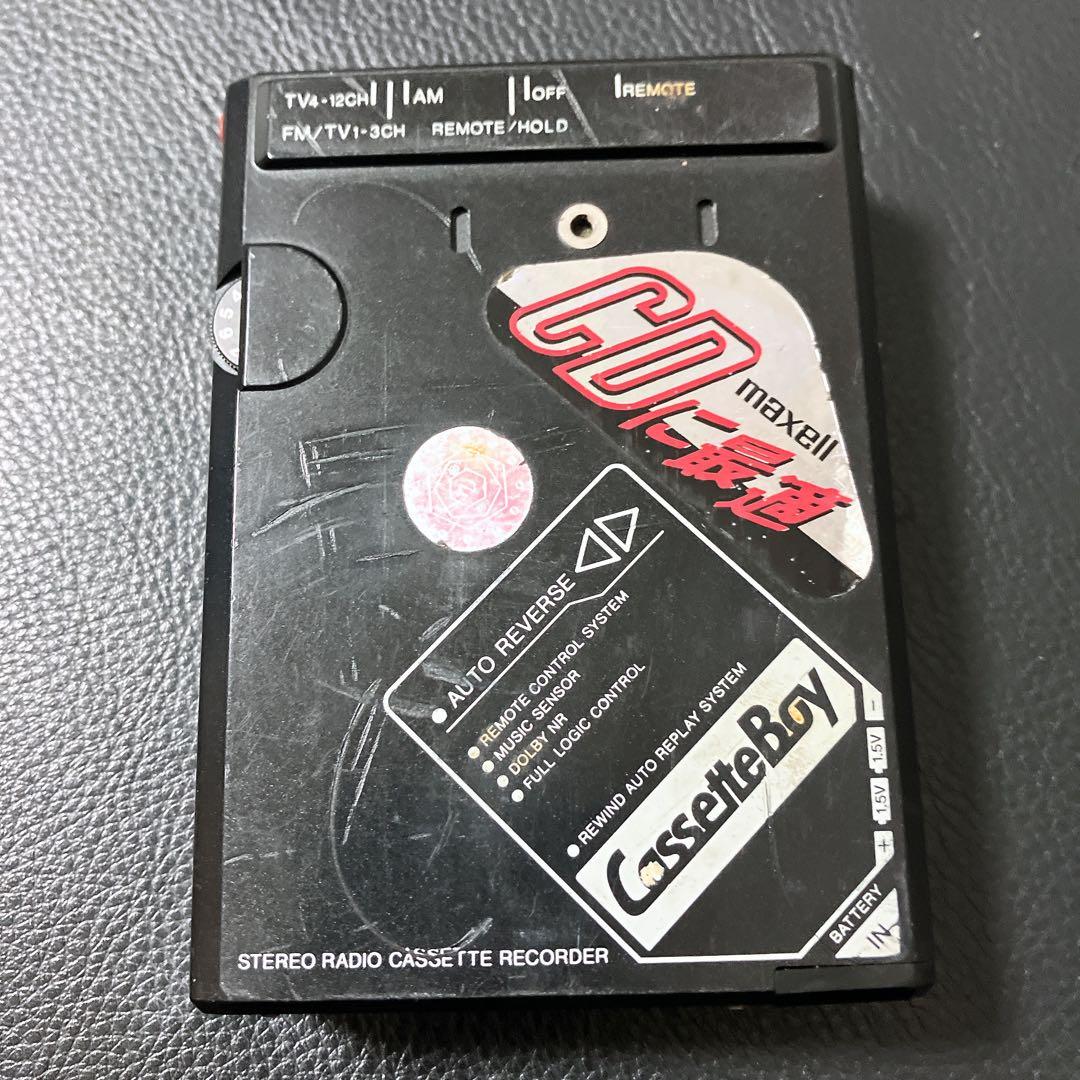 TV4-12CH AM OFF REMOTE
FM/TV1-3CH REMOTE/HOLD
CDに最適
maxell
AUTO REVERSE
REMOTE CONTROL SYSTEM
MUSIC SENSOR
DOLBY NR
FULL LOGIC CONTROL
REWIND AUTO REPLAY SYSTEM
CassetteBoy
- 1.5V
+ 1.5V
BATTERY
IN
STEREO RADIO CASSETTE RECORDER